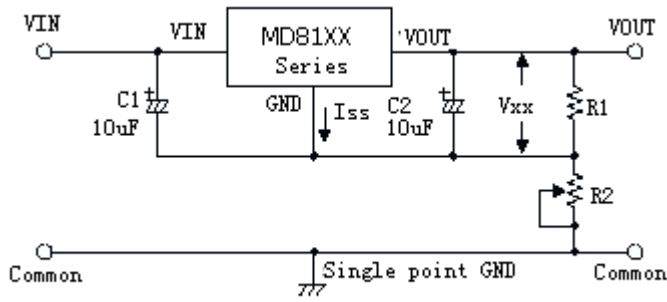 VIN
VIN
MD81XX
Series
VOUT
VOUT
GND
Iss
C1
10uF
C2
10uF
Vxx
R1
R2
Common
Single point GND
Common